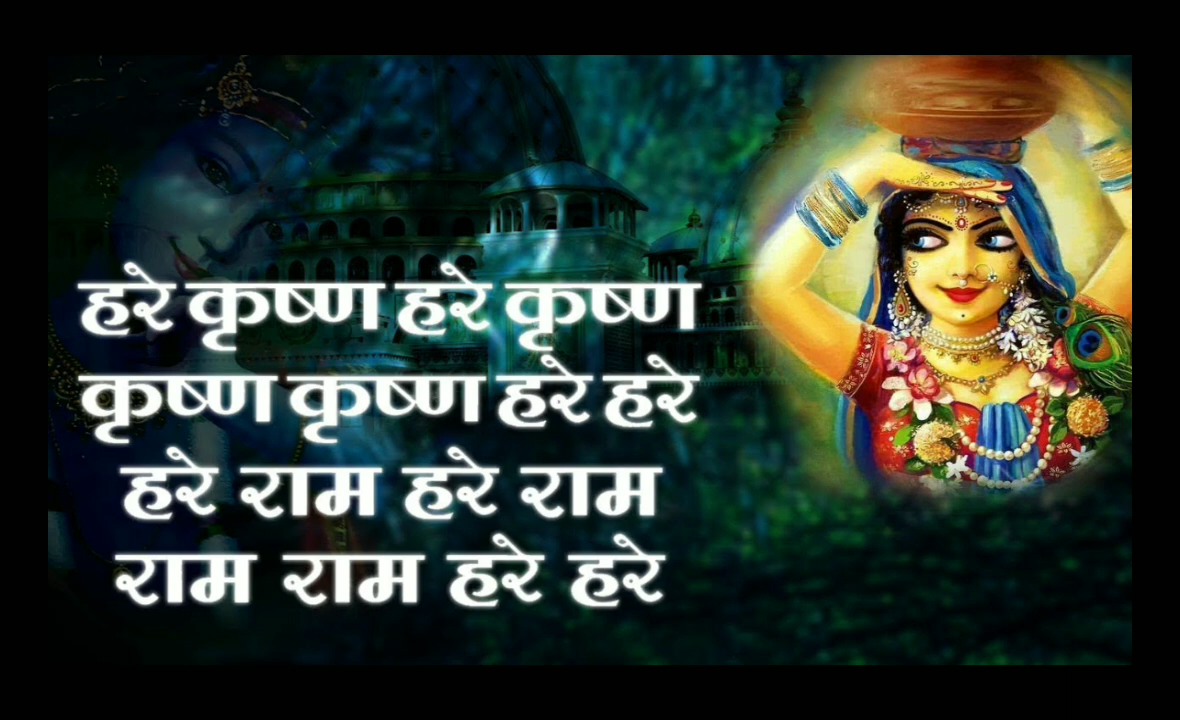 हरे कृष्ण हरे कृष्ण
कृष्ण कृष्ण हरे हरे
हरे राम हरे राम
राम राम हरे हरे